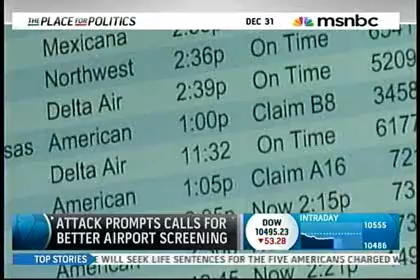 THE PLACE FOR POLITICS DEC 31 msnbc
Mexicana
Northwest 2:36p On Time 5209
Delta Air 2:39p On Time 3458
American 1:00p Claim B8 6177
Delta Air 11:32 On Time
American 1:05p Claim A16
Now 2:15p
ATTACK PROMPTS CALLS FOR
BETTER AIRPORT SCREENING
DOW
10495.23
▼53.28
INTRADAY
10555
10486
TOP STORIES E WILL SEEK LIFE SENTENCES FOR THE FIVE AMERICANS CHARGED W